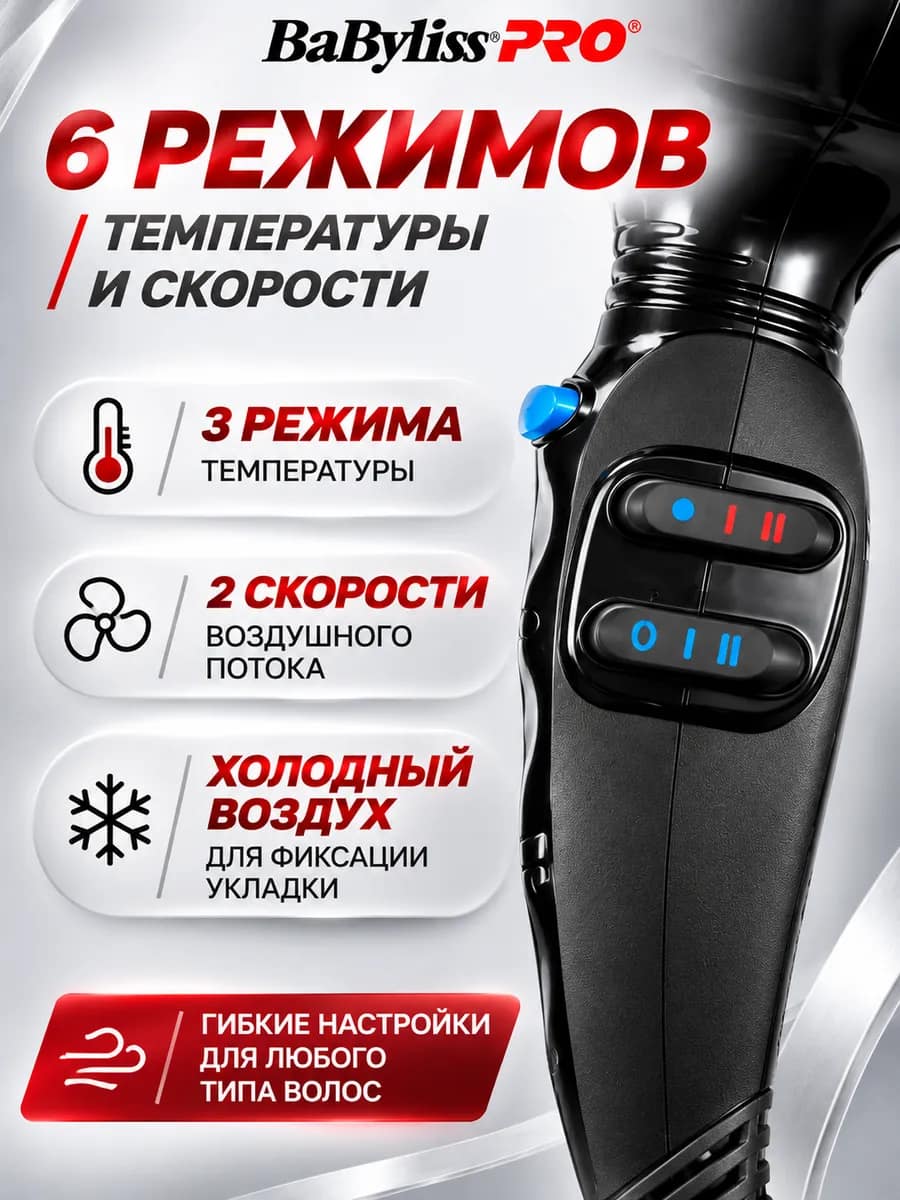 BaByliss® PRO®
6 РЕЖИМОВ
ТЕМПЕРАТУРЫ
И СКОРОСТИ
3 РЕЖИМА
ТЕМПЕРАТУРЫ
I II
2 СКОРОСТИ
ВОЗДУШНОГО
ПОТОКА
0 I II
ХОЛОДНЫЙ
ВОЗДУХ
ДЛЯ ФИКСАЦИИ
УКЛАДКИ
ГИБКИЕ НАСТРОЙКИ
ДЛЯ ЛЮБОГО
ТИПА ВОЛОС